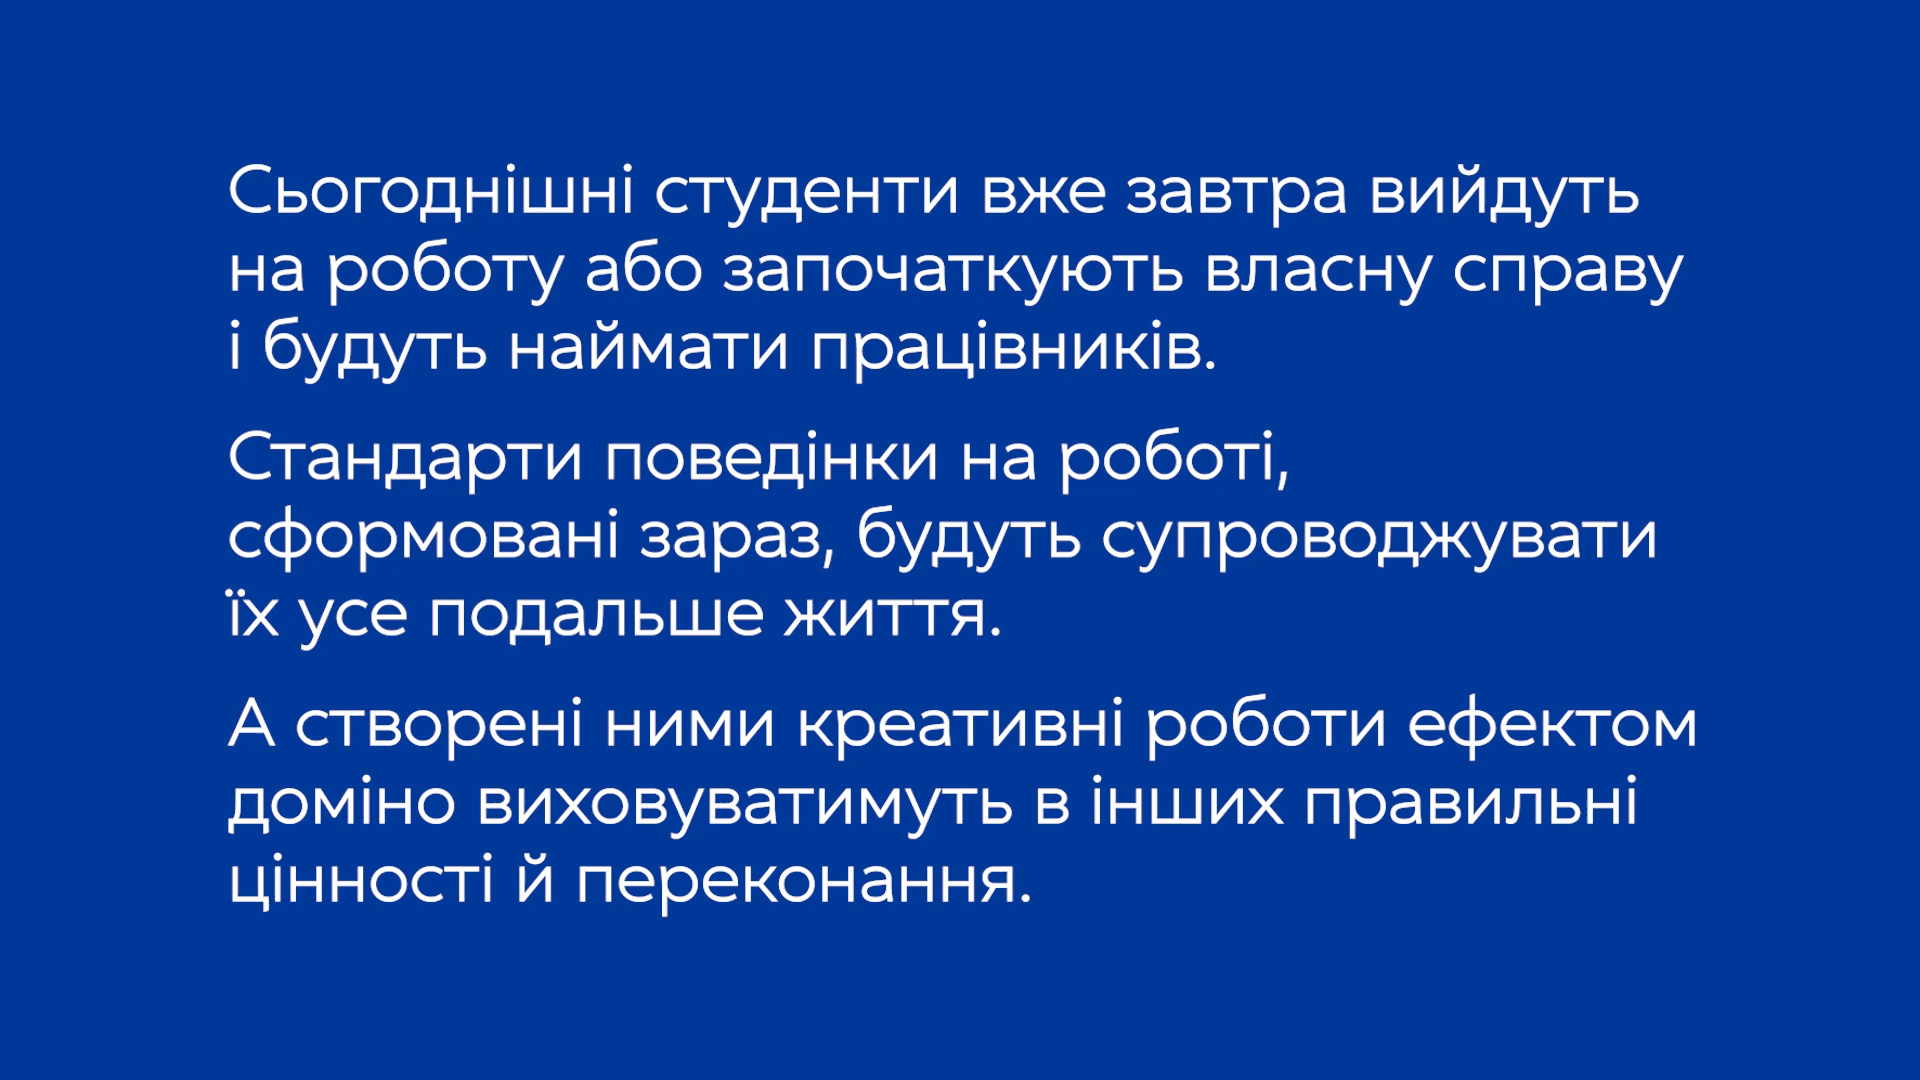 Сьогоднішні студенти вже завтра вийдуть
на роботу або започаткують власну справу
і будуть наймати працівників.
Стандарти поведінки на роботі,
сформовані зараз, будуть супроводжувати
їх усе подальше життя.
А створені ними креативні роботи ефектом
доміно виховуватимуть в інших правильні
цінності й переконання.